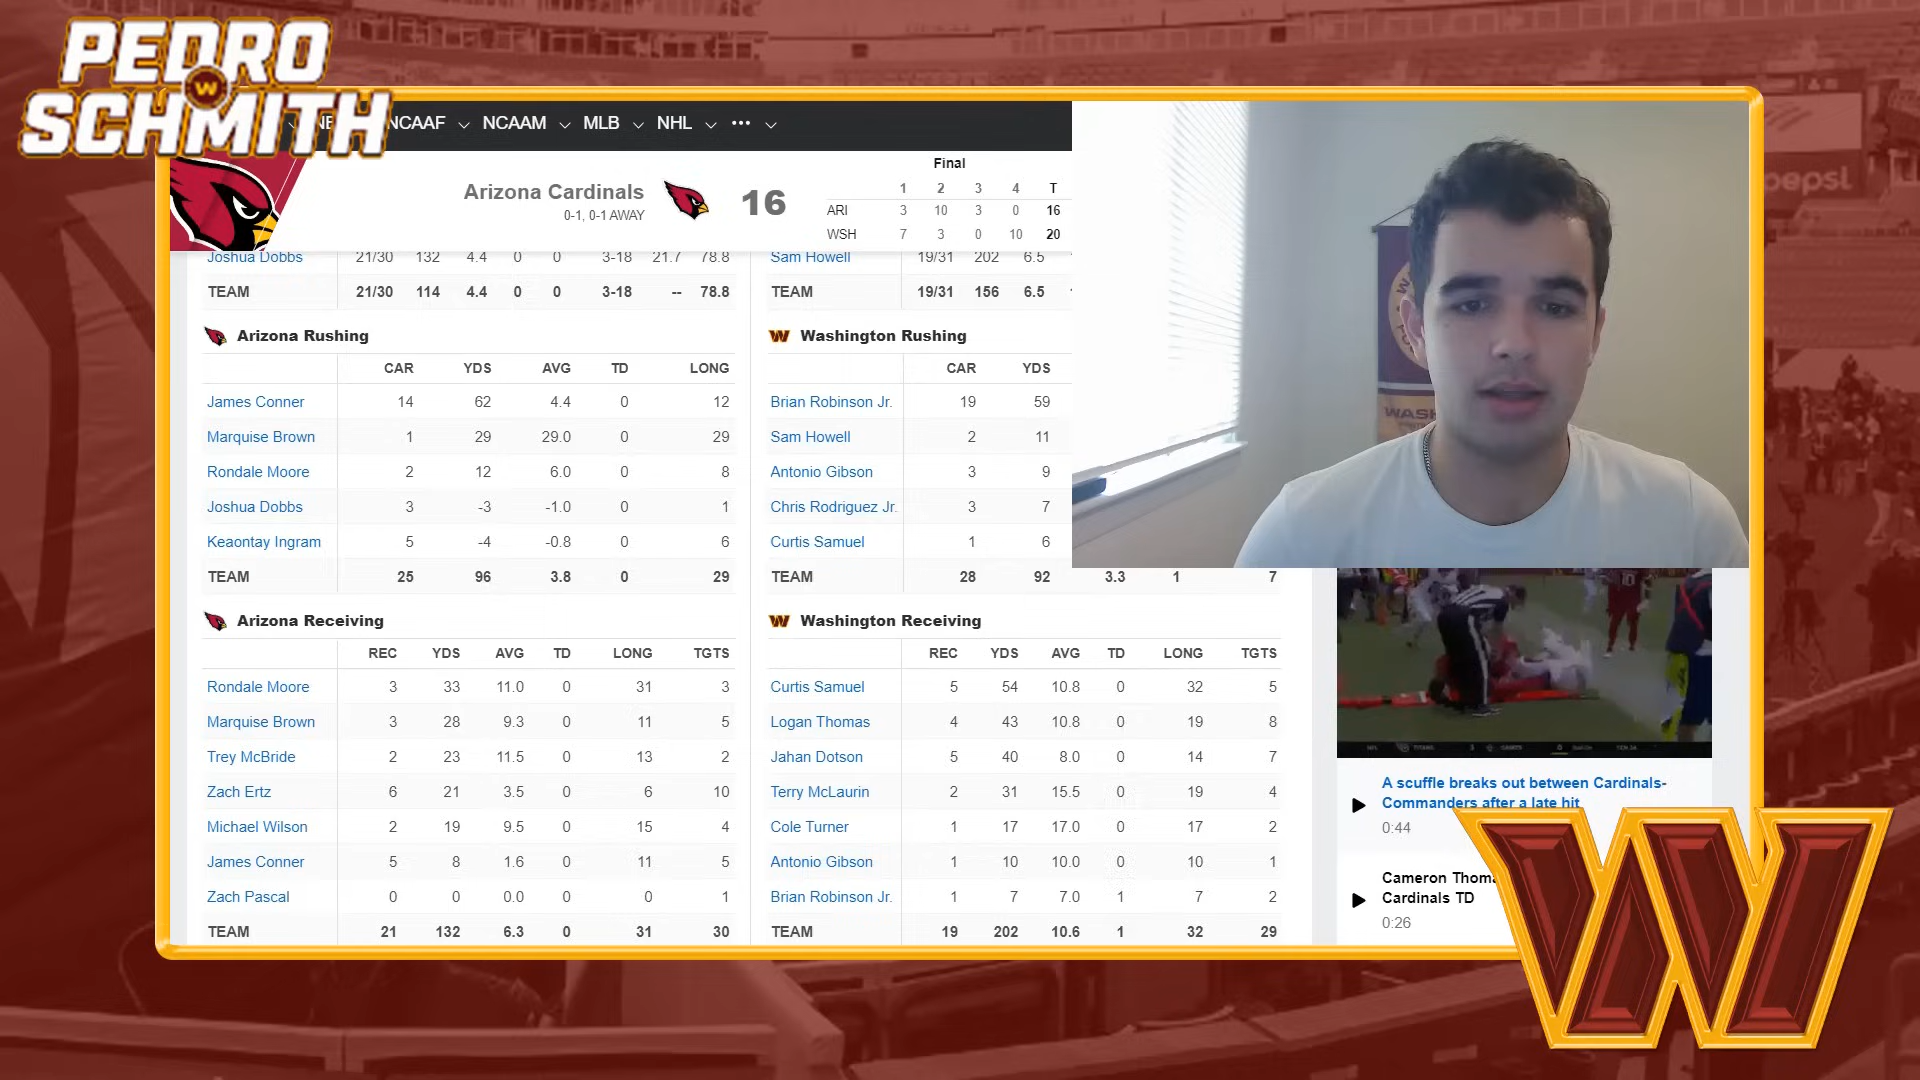 PEDRO
SCHMITH
NCAAF NCAAM MLB NHL •••
Final
Arizona Cardinals 16
0-1, 0-1 AWAY
1 2 3 4 T
ARI 3 10 3 0 16
WSH 7 3 0 10 20
Joshua Dobbs 21/30 132 4.4 0 0 3-18 21.7 78.8
TEAM 21/30 114 4.4 0 0 3-18 -- 78.8
Sam Howell 19/31 202 6.5
TEAM 19/31 156 6.5
Arizona Rushing
CAR YDS AVG TD LONG
James Conner 14 62 4.4 0 12
Marquise Brown 1 29 29.0 0 29
Rondale Moore 2 12 6.0 0 8
Joshua Dobbs 3 -3 -1.0 0 1
Keaontay Ingram 5 -4 -0.8 0 6
TEAM 25 96 3.8 0 29
Washington Rushing
CAR YDS
Brian Robinson Jr. 19 59
Sam Howell 2 11
Antonio Gibson 3 9
Chris Rodriguez Jr. 3 7
Curtis Samuel 1 6
TEAM 28 92 3.3 1 7
Arizona Receiving
REC YDS AVG TD LONG TGTS
Rondale Moore 3 33 11.0 0 31 3
Marquise Brown 3 28 9.3 0 11 5
Trey McBride 2 23 11.5 0 13 2
Zach Ertz 6 21 3.5 0 6 10
Michael Wilson 2 19 9.5 0 15 4
James Conner 5 8 1.6 0 11 5
Zach Pascal 0 0 0.0 0 0 1
TEAM 21 132 6.3 0 31 30
Washington Receiving
REC YDS AVG TD LONG TGTS
Curtis Samuel 5 54 10.8 0 32 5
Logan Thomas 4 43 10.8 0 19 8
Jahan Dotson 5 40 8.0 0 14 7
Terry McLaurin 2 31 15.5 0 19 4
Cole Turner 1 17 17.0 0 17 2
Antonio Gibson 1 10 10.0 0 10 1
Brian Robinson Jr. 1 7 7.0 1 7 2
TEAM 19 202 10.6 1 32 29
A scuffle breaks out between Cardinals-
Commanders after a late hit
0:44
Cameron Thoma
Cardinals TD
0:26
WASH
pepsi
W